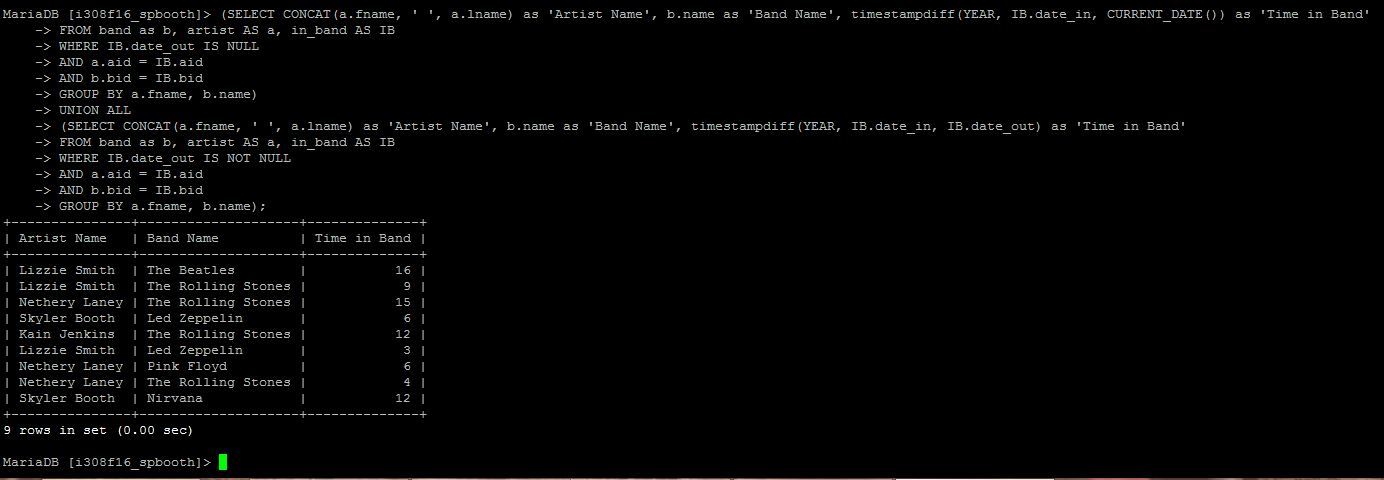 MariaDB [i308f16_spbooth]> (SELECT CONCAT(a.fname, ' ', a.lname) as 'Artist Name', b.name as 'Band Name', timestampdiff(YEAR, IB.date_in, CURRENT_DATE()) as 'Time in Band'
    -> FROM band as b, artist AS a, in_band AS IB
    -> WHERE IB.date_out IS NULL
    -> AND a.aid = IB.aid
    -> AND b.bid = IB.bid
    -> GROUP BY a.fname, b.name)
    -> UNION ALL
    -> (SELECT CONCAT(a.fname, ' ', a.lname) as 'Artist Name', b.name as 'Band Name', timestampdiff(YEAR, IB.date_in, IB.date_out) as 'Time in Band'
    -> FROM band as b, artist AS a, in_band AS IB
    -> WHERE IB.date_out IS NOT NULL
    -> AND a.aid = IB.aid
    -> AND b.bid = IB.bid
    -> GROUP BY a.fname, b.name);
+---------------+--------------------+--------------+
| Artist Name   | Band Name          | Time in Band |
+---------------+--------------------+--------------+
| Lizzie Smith  | The Beatles        |           16 |
| Lizzie Smith  | The Rolling Stones |            9 |
| Nethery Laney | The Rolling Stones |           15 |
| Skyler Booth  | Led Zeppelin       |            6 |
| Kain Jenkins  | The Rolling Stones |           12 |
| Lizzie Smith  | Led Zeppelin       |            3 |
| Nethery Laney | Pink Floyd         |            6 |
| Nethery Laney | The Rolling Stones |            4 |
| Skyler Booth  | Nirvana            |           12 |
+---------------+--------------------+--------------+
9 rows in set (0.00 sec)
MariaDB [i308f16_spbooth]>